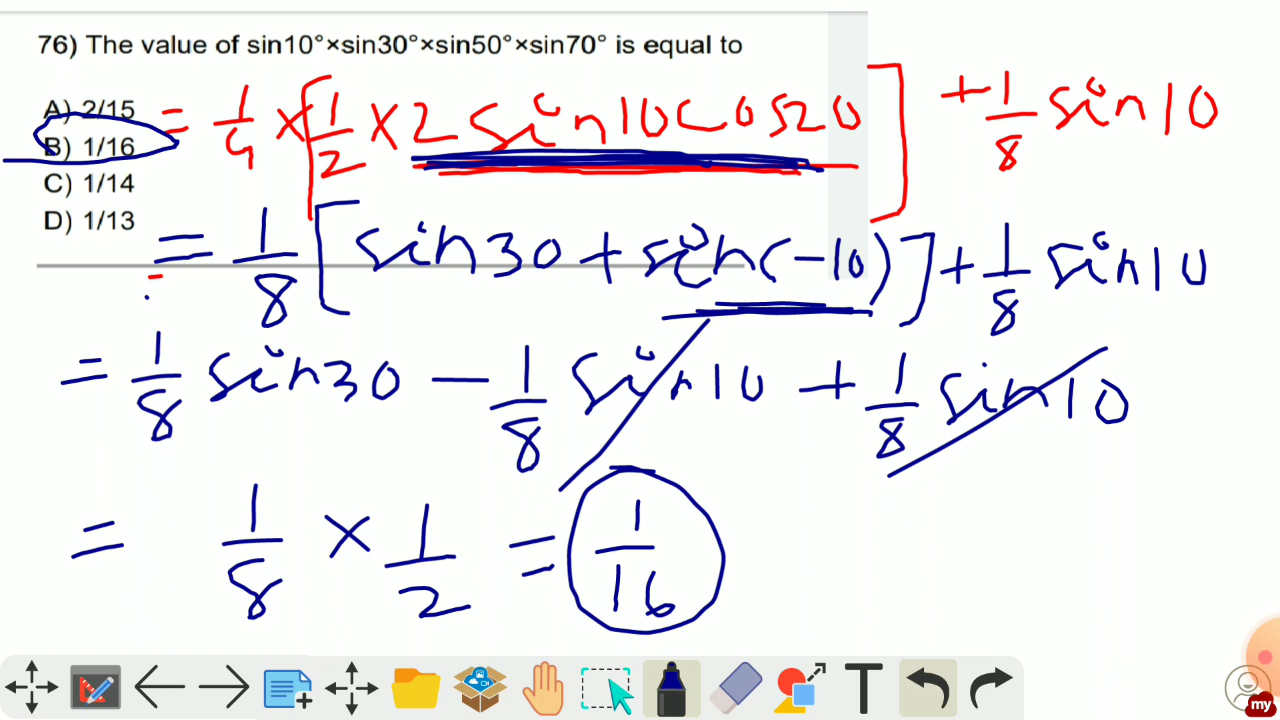 76) The value of sin10°×sin30°×sin50°×sin70° is equal to
A) 2/15
B) 1/16
C) 1/14
D) 1/13
= 1/4 × [1/2 × 2 sin10cos20] + 1/8 sin10
= 1/8 [sin30 + sin(-10)] + 1/8 sin10
= 1/8 sin30 - 1/8 sin10 + 1/8 sin10
= 1/8 × 1/2 = 1/16
T
my